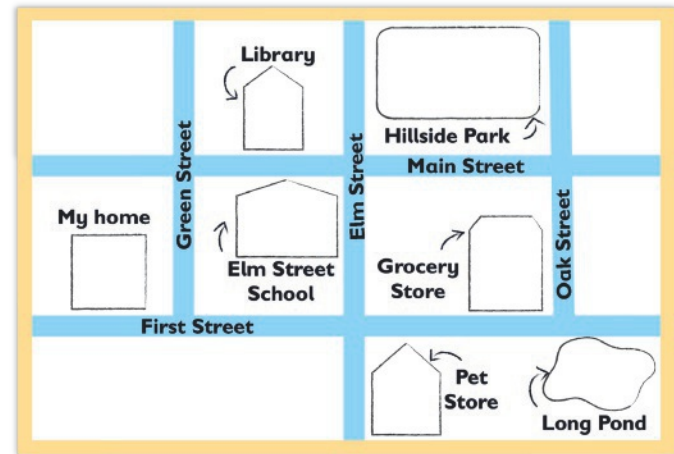 Library
Hillside Park
Main Street
Green Street
Elm Street
Oak Street
My home
Elm Street
School
Grocery
Store
First Street
Pet
Store
Long Pond